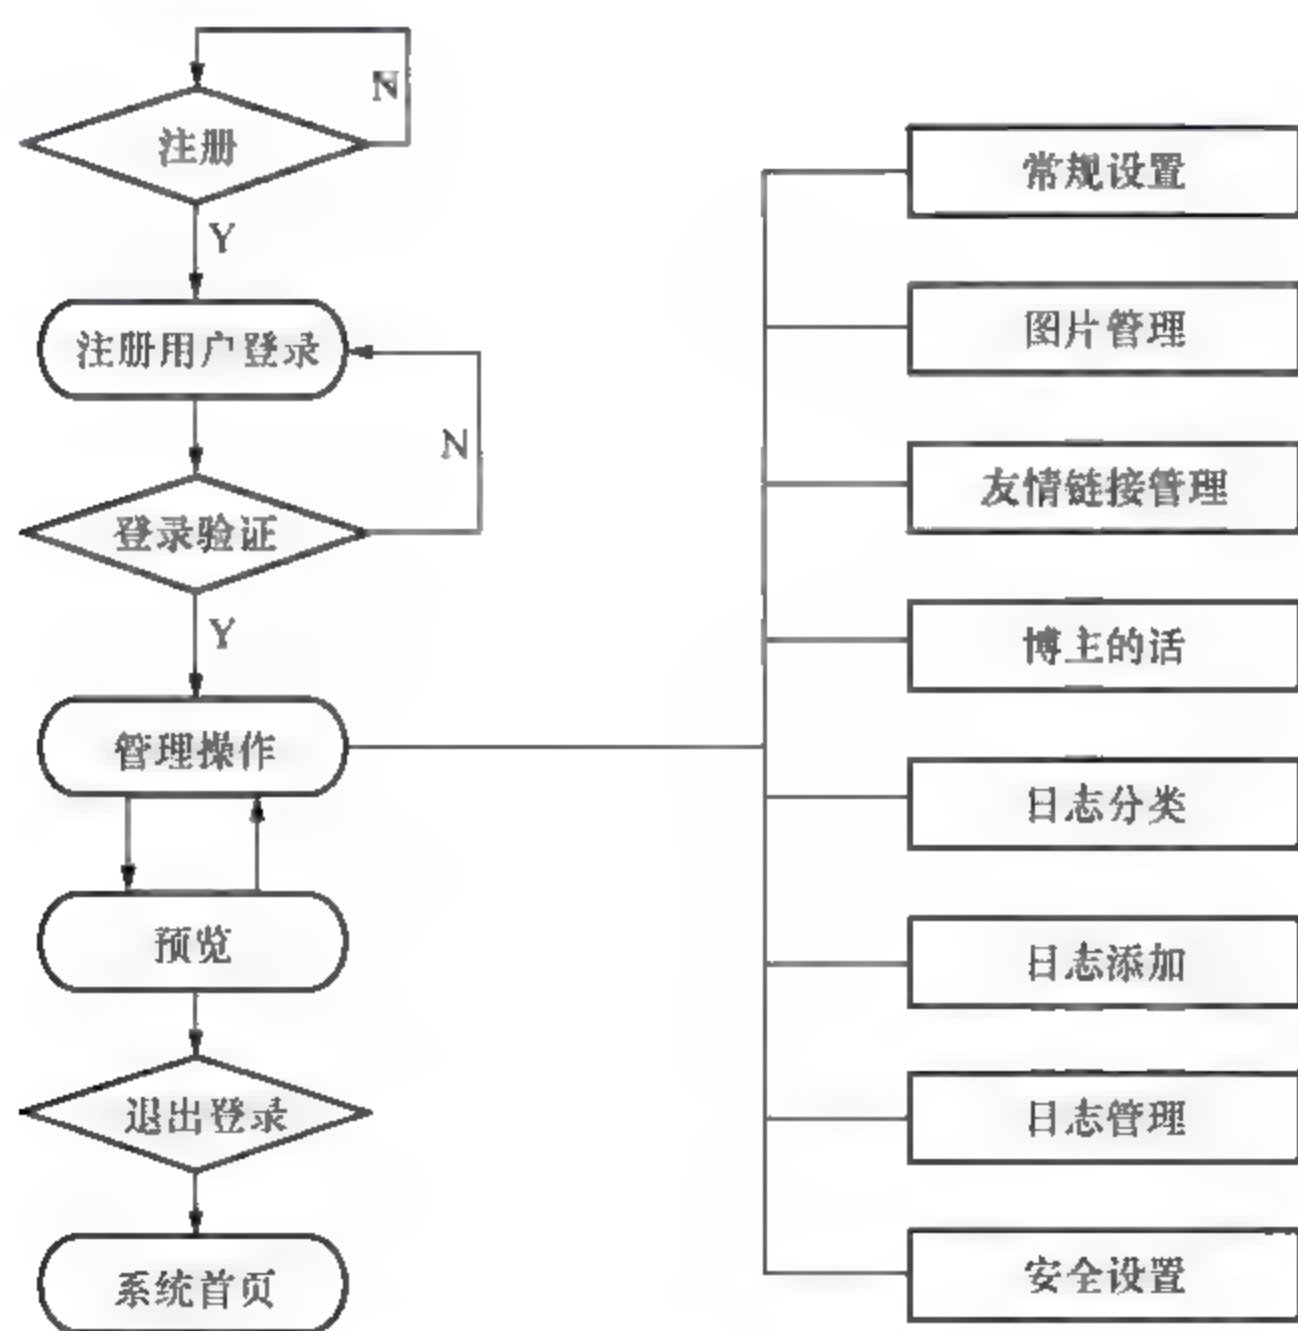 N
注册
Y
注册用户登录
N
登录验证
Y
管理操作
预览
退出登录
系统首页
常规设置
图片管理
友情链接管理
博主的话
日志分类
日志添加
日志管理
安全设置